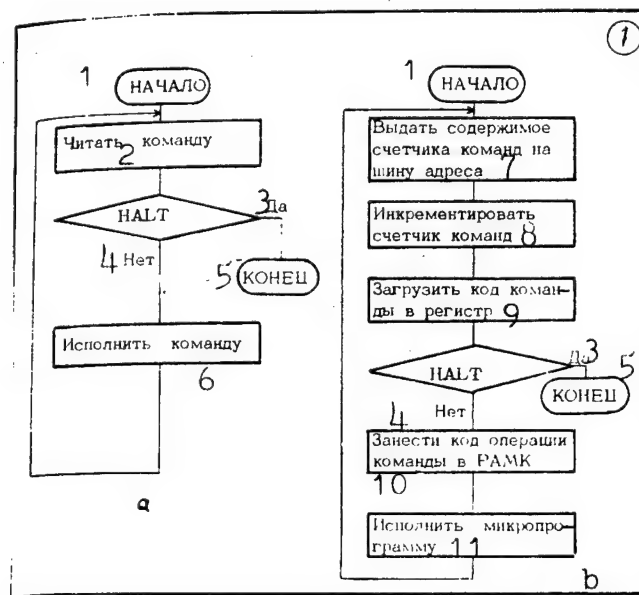 1
1
НАЧАЛО
Читать команду
2
HALT
3 Да
4 Нет
5 КОНЕЦ
Исполнить команду
6
a
1
НАЧАЛО
Выдать содержимое
счетчика команд на
шину адреса 7
Инкрементировать
счетчик команд 8
Загрузить код коман-
ды в регистр 9
HALT
Да 3
5
КОНЕЦ
Нет
4
Занести код операции
команды в РАМК
10
Исполнить микропро-
грамму 11
b